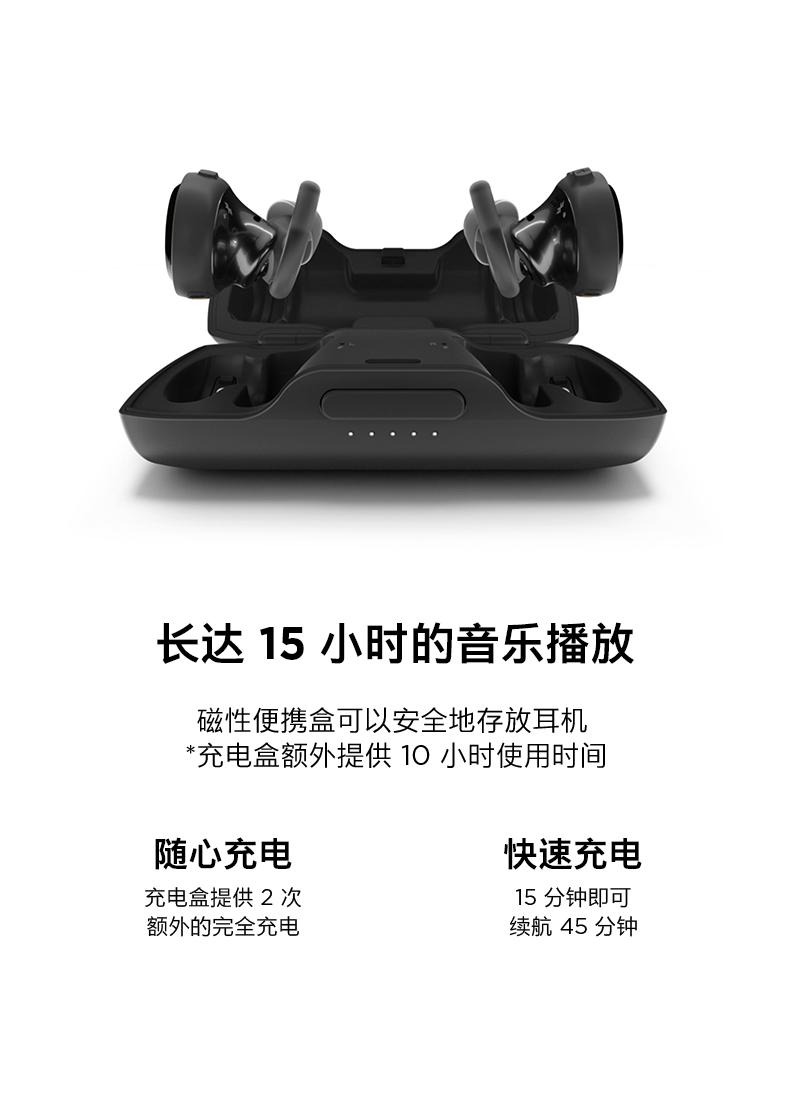 长达 15 小时的音乐播放
磁性便携盒可以安全地存放耳机
*充电盒额外提供 10 小时使用时间
随心充电
充电盒提供 2 次
额外的完全充电
快速充电
15 分钟即可
续航 45 分钟